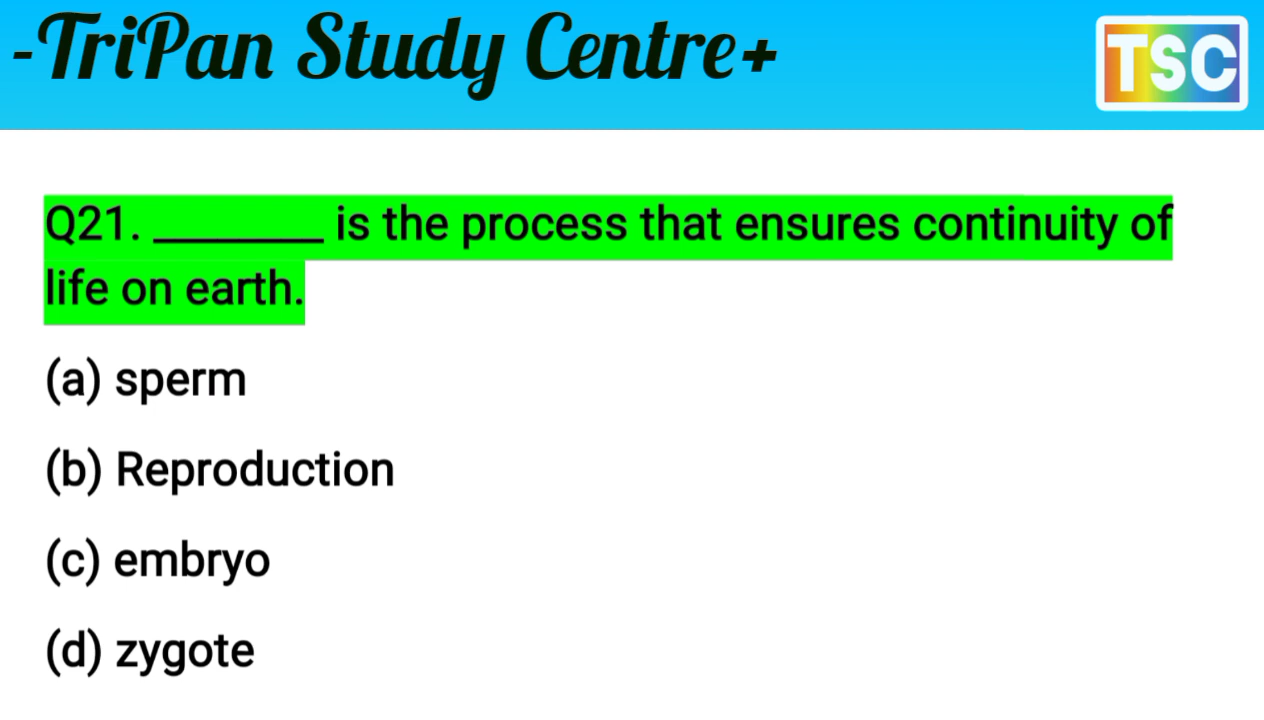 -TriPan Study Centre+
TSC
Q21. ________ is the process that ensures continuity of
life on earth.
(a) sperm
(b) Reproduction
(c) embryo
(d) zygote